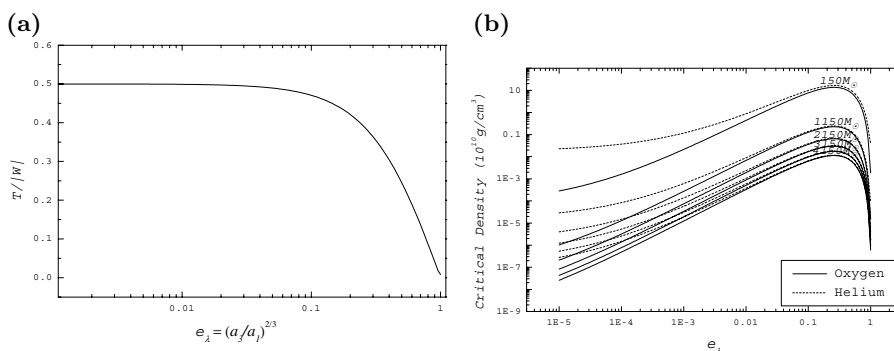 (a)
0.6
0.5
0.4
0.3
0.2
0.1
0.0
T/|W|
0.01
0.1
1
e_λ = (a_3/a_1)^{2/3}
(b)
Critical Density (10^{10} g/cm^3)
10
0.1
1E-3
1E-5
1E-7
1E-9
150M☉
1150M☉
2150M
3150M
Oxygen
Helium
1E-5
1E-4
1E-3
0.01
0.1
1
e_λ